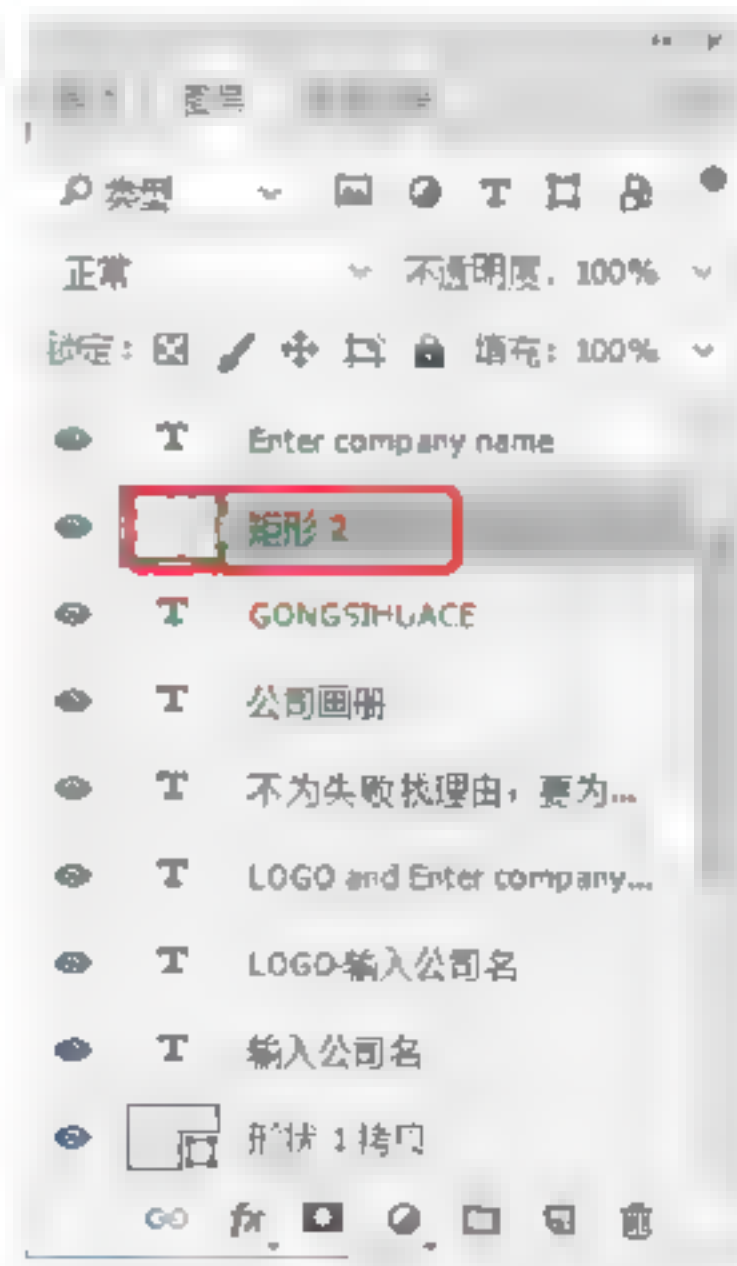 图层
类型
正常 不透明度: 100%
锁定: 填充: 100%
T Enter company name
矩形 2
T GONGSIHUACE
T 公司画册
T 不为失败找理由，要为...
T LOGO and Enter company...
T LOGO-输入公司名
T 输入公司名
形状 1 拷贝
fx